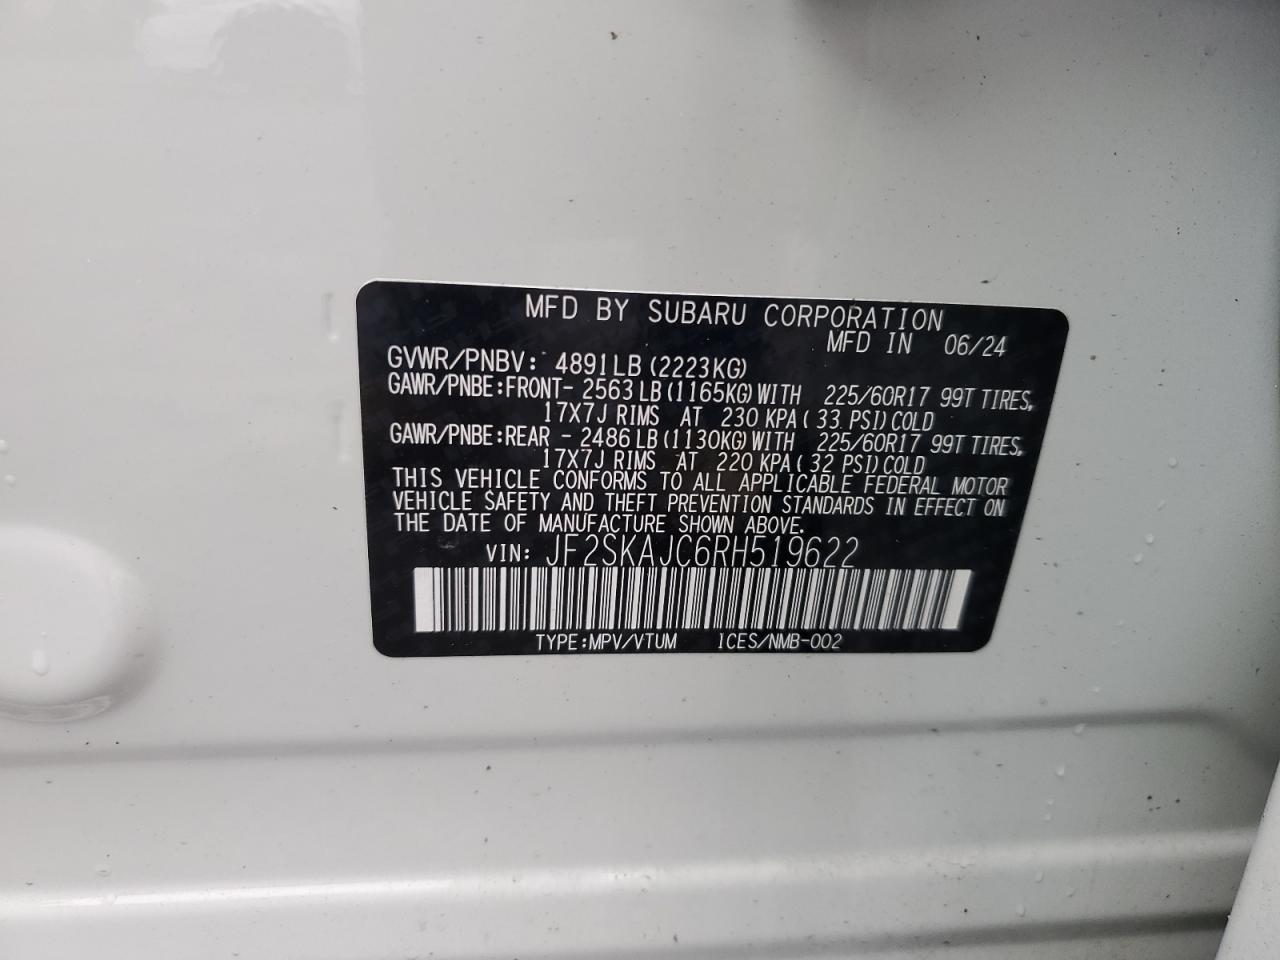 MFD BY SUBARU CORPORATION
MFD IN 06/24
GVWR/PNBV: 4891LB (2223KG)
GAWR/PNBE:FRONT- 2563LB (1165KG) WITH 225/60R17 99T TIRES,
17X7J RIMS AT 230 KPA ( 33 PSI) COLD
GAWR/PNBE:REAR - 2486LB (1130KG) WITH 225/60R17 99T TIRES,
17X7J RIMS AT 220 KPA ( 32 PSI) COLD
THIS VEHICLE CONFORMS TO ALL APPLICABLE FEDERAL MOTOR
VEHICLE SAFETY AND THEFT PREVENTION STANDARDS IN EFFECT ON
THE DATE OF MANUFACTURE SHOWN ABOVE.
VIN: JF2SKAJC6RH519622
TYPE:MPV/VTUM ICES/NMB-002